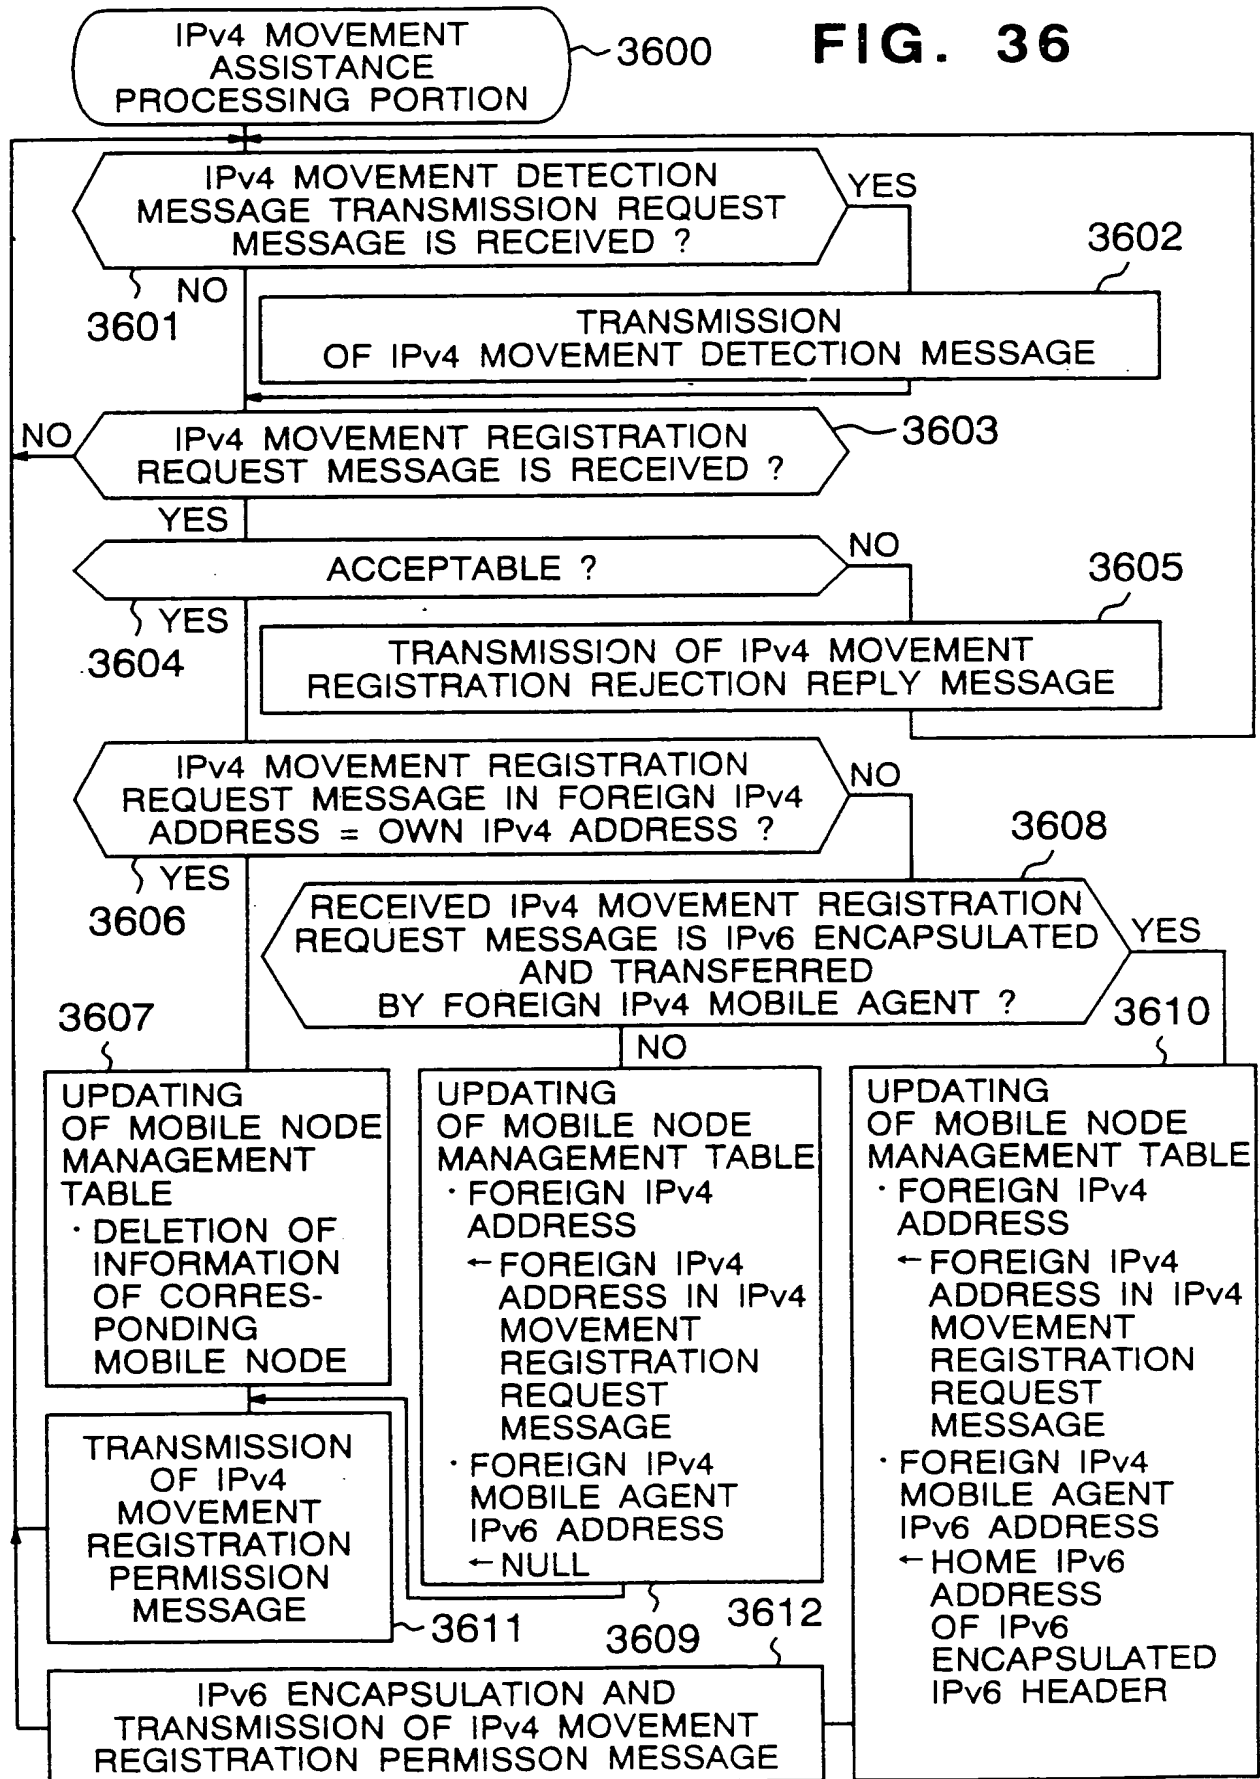 FIG. 36
IPv4 MOVEMENT
ASSISTANCE
PROCESSING PORTION
3600
IPv4 MOVEMENT DETECTION
MESSAGE TRANSMISSION REQUEST
MESSAGE IS RECEIVED ?
YES
NO
3601
3602
TRANSMISSION
OF IPv4 MOVEMENT DETECTION MESSAGE
NO
IPv4 MOVEMENT REGISTRATION
REQUEST MESSAGE IS RECEIVED ?
3603
YES
ACCEPTABLE ?
NO
YES
3604
3605
TRANSMISSION OF IPv4 MOVEMENT
REGISTRATION REJECTION REPLY MESSAGE
IPv4 MOVEMENT REGISTRATION
REQUEST MESSAGE IN FOREIGN IPv4
ADDRESS = OWN IPv4 ADDRESS ?
NO
YES
3606
3608
RECEIVED IPv4 MOVEMENT REGISTRATION
REQUEST MESSAGE IS IPv6 ENCAPSULATED
AND TRANSFERRED
BY FOREIGN IPv4 MOBILE AGENT ?
YES
NO
3607
UPDATING
OF MOBILE NODE
MANAGEMENT
TABLE
· DELETION OF
INFORMATION
OF CORRES-
PONDING
MOBILE NODE
UPDATING
OF MOBILE NODE
MANAGEMENT TABLE
· FOREIGN IPv4
ADDRESS
← FOREIGN IPv4
ADDRESS IN IPv4
MOVEMENT
REGISTRATION
REQUEST
MESSAGE
· FOREIGN IPv4
MOBILE AGENT
IPv6 ADDRESS
← NULL
3609
3610
UPDATING
OF MOBILE NODE
MANAGEMENT TABLE
· FOREIGN IPv4
ADDRESS
← FOREIGN IPv4
ADDRESS IN IPv4
MOVEMENT
REGISTRATION
REQUEST
MESSAGE
· FOREIGN IPv4
MOBILE AGENT
IPv6 ADDRESS
← HOME IPv6
ADDRESS
OF IPv6
ENCAPSULATED
IPv6 HEADER
TRANSMISSION
OF IPv4
MOVEMENT
REGISTRATION
PERMISSION
MESSAGE
3611
3612
IPv6 ENCAPSULATION AND
TRANSMISSION OF IPv4 MOVEMENT
REGISTRATION PERMISSON MESSAGE